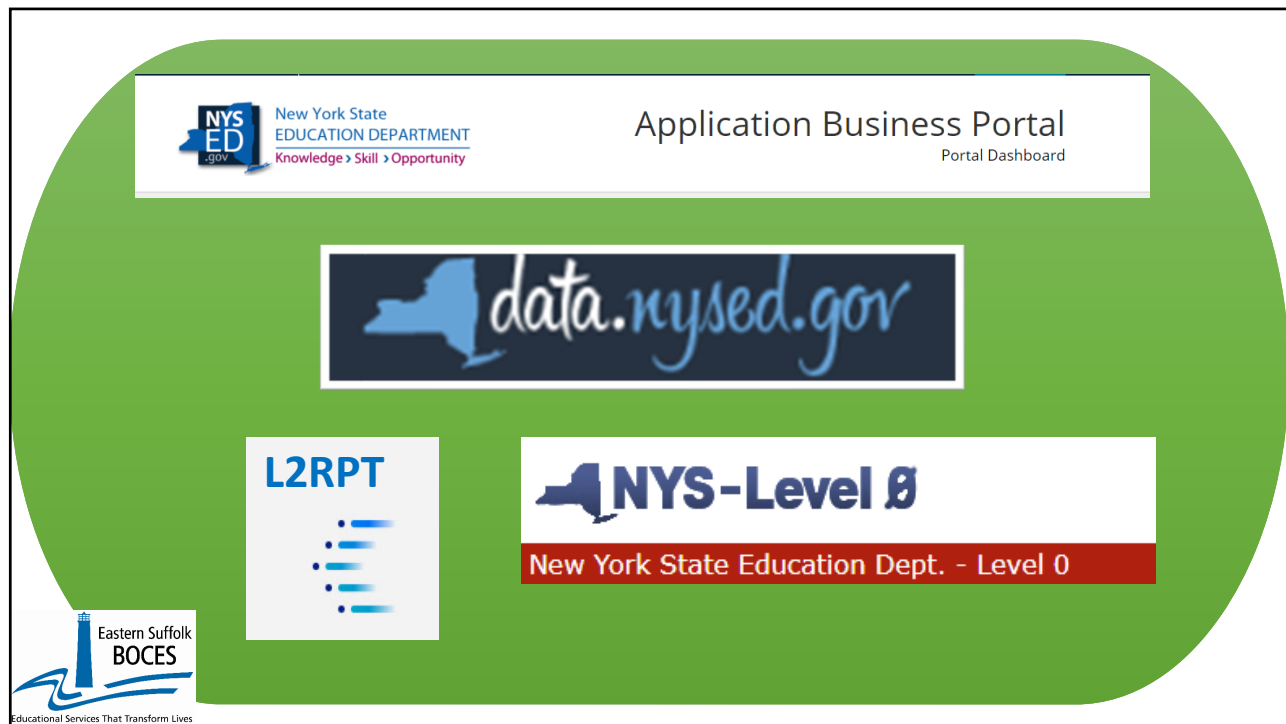 NYS
ED
.gov
New York State
EDUCATION DEPARTMENT
Knowledge › Skill › Opportunity
Application Business Portal
Portal Dashboard
data.nysed.gov
L2RPT
NYS-Level 0
New York State Education Dept. - Level 0
Eastern Suffolk
BOCES
Educational Services That Transform Lives